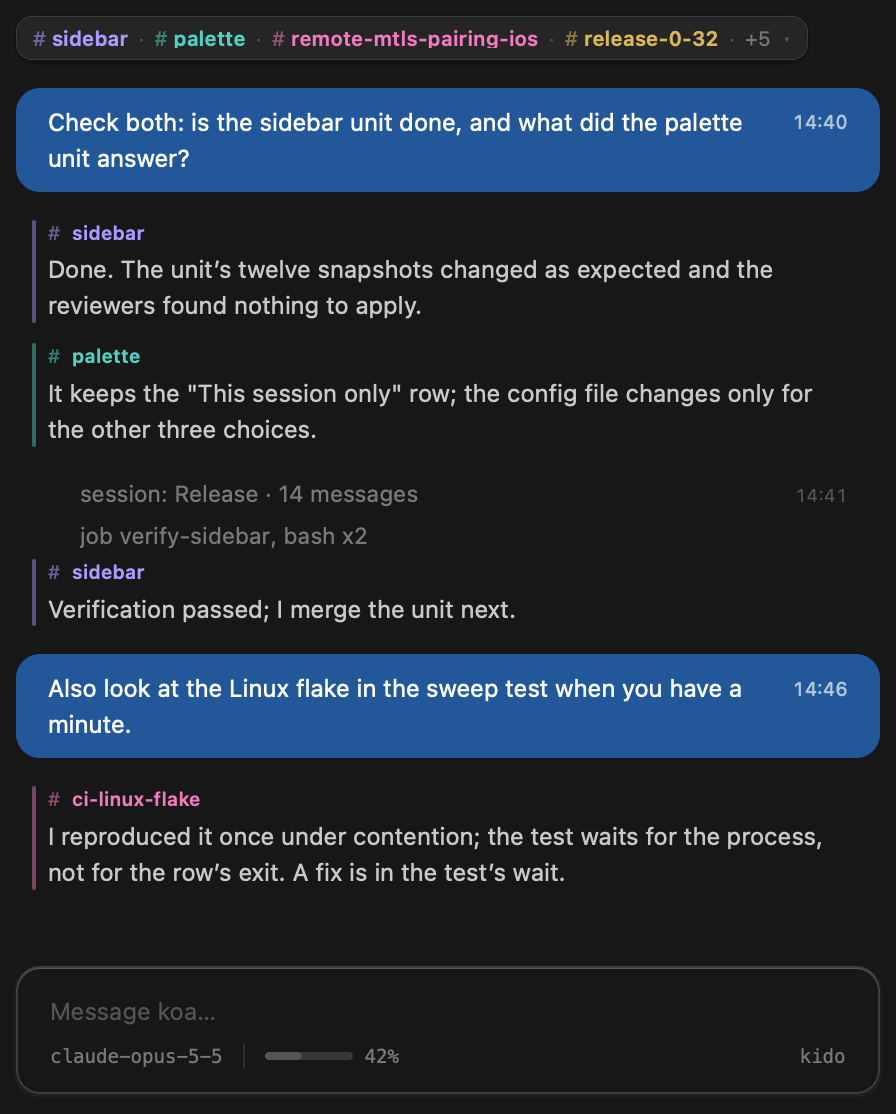 # sidebar · # palette · # remote-mtls-pairing-ios · # release-0-32 · +5
Check both: is the sidebar unit done, and what did the palette
14:40
unit answer?
# sidebar
Done. The unit’s twelve snapshots changed as expected and the
reviewers found nothing to apply.
# palette
It keeps the "This session only" row; the config file changes only for
the other three choices.
session: Release · 14 messages
14:41
job verify-sidebar, bash x2
# sidebar
Verification passed; I merge the unit next.
Also look at the Linux flake in the sweep test when you have a
14:46
minute.
# ci-linux-flake
I reproduced it once under contention; the test waits for the process,
not for the row’s exit. A fix is in the test’s wait.
Message koa...
claude-opus-5-5
42%
kido